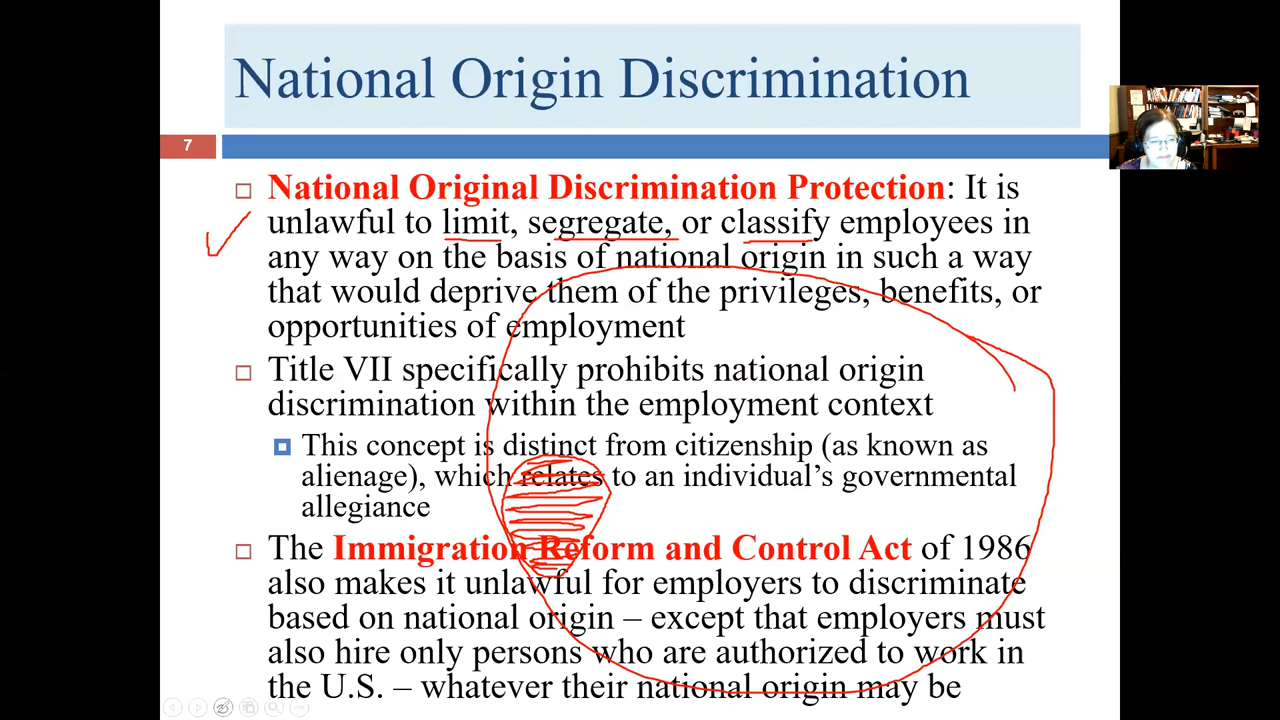 National Origin Discrimination
7
National Original Discrimination Protection: It is
unlawful to limit, segregate, or classify employees in
any way on the basis of national origin in such a way
that would deprive them of the privileges, benefits, or
opportunities of employment
Title VII specifically prohibits national origin
discrimination within the employment context
This concept is distinct from citizenship (as known as
alienage), which relates to an individual’s governmental
allegiance
The Immigration Reform and Control Act of 1986
also makes it unlawful for employers to discriminate
based on national origin – except that employers must
also hire only persons who are authorized to work in
the U.S. – whatever their national origin may be